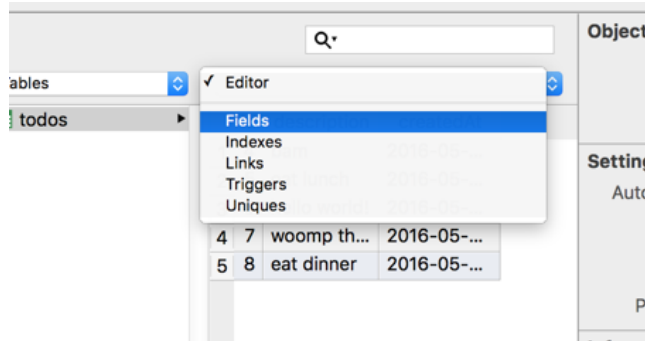 Object
ables
✓ Editor
todos
Fields
Indexes
Links
Triggers
Uniques
Setting
Auto
4 7 woomp th... 2016-05-...
5 8 eat dinner 2016-05-...
P